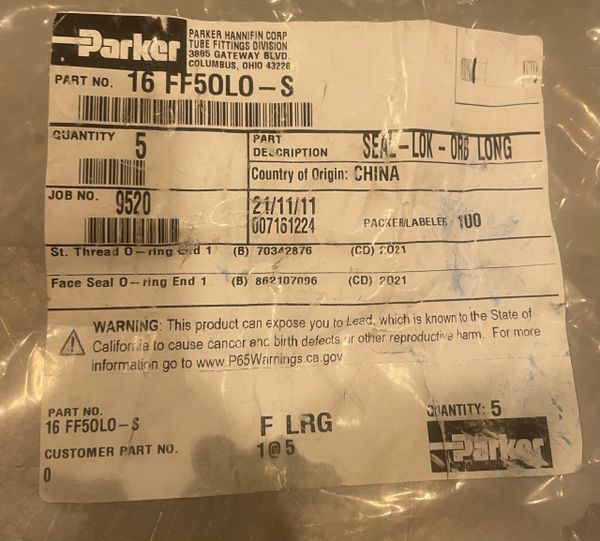 Parker
PARKER HANNIFIN CORP
TUBE FITTINGS DIVISION
3885 GATEWAY BLVD.
COLUMBUS, OHIO 43228
PART NO. 16 FF5OLO-S
QUANTITY 5
PART DESCRIPTION SEAL-LOK-ORB LONG
Country of Origin: CHINA
JOB NO. 9520
21/11/11
007161224
PACKER/LABELER 100
St. Thread O-ring End 1 (B) 70342876 (CD) 2021
Face Seal O-ring End 1 (B) 862107096 (CD) 2021
WARNING: This product can expose you to Lead, which is known to the State of
California to cause cancer and birth defects or other reproductive harm. For more
information go to www.P65Warnings.ca.gov
PART NO.
16 FF5OLO-S
F LRG
QUANTITY: 5
CUSTOMER PART NO.
1@5
0
Parker